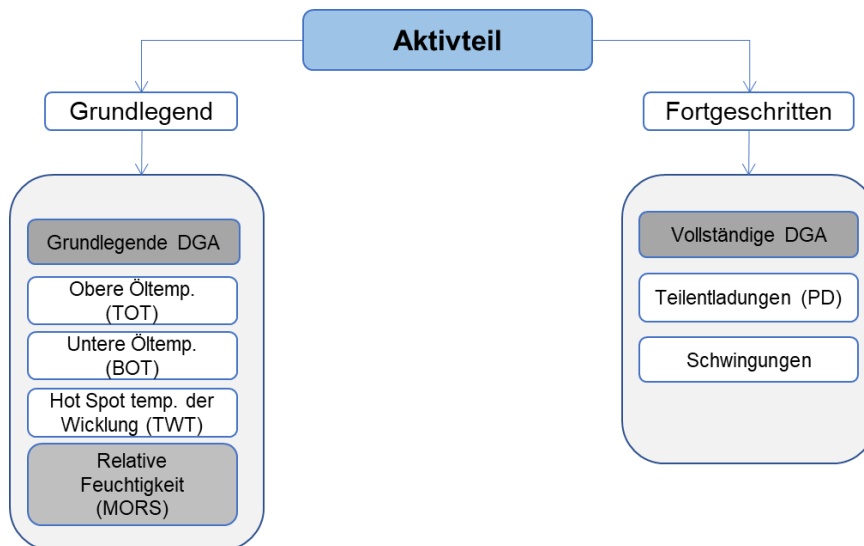 Aktivteil
Grundlegend
Fortgeschritten
Grundlegende DGA
Obere Öltemp.
(TOT)
Untere Öltemp.
(BOT)
Hot Spot temp. der
Wicklung (TWT)
Relative
Feuchtigkeit
(MORS)
Vollständige DGA
Teilentladungen (PD)
Schwingungen